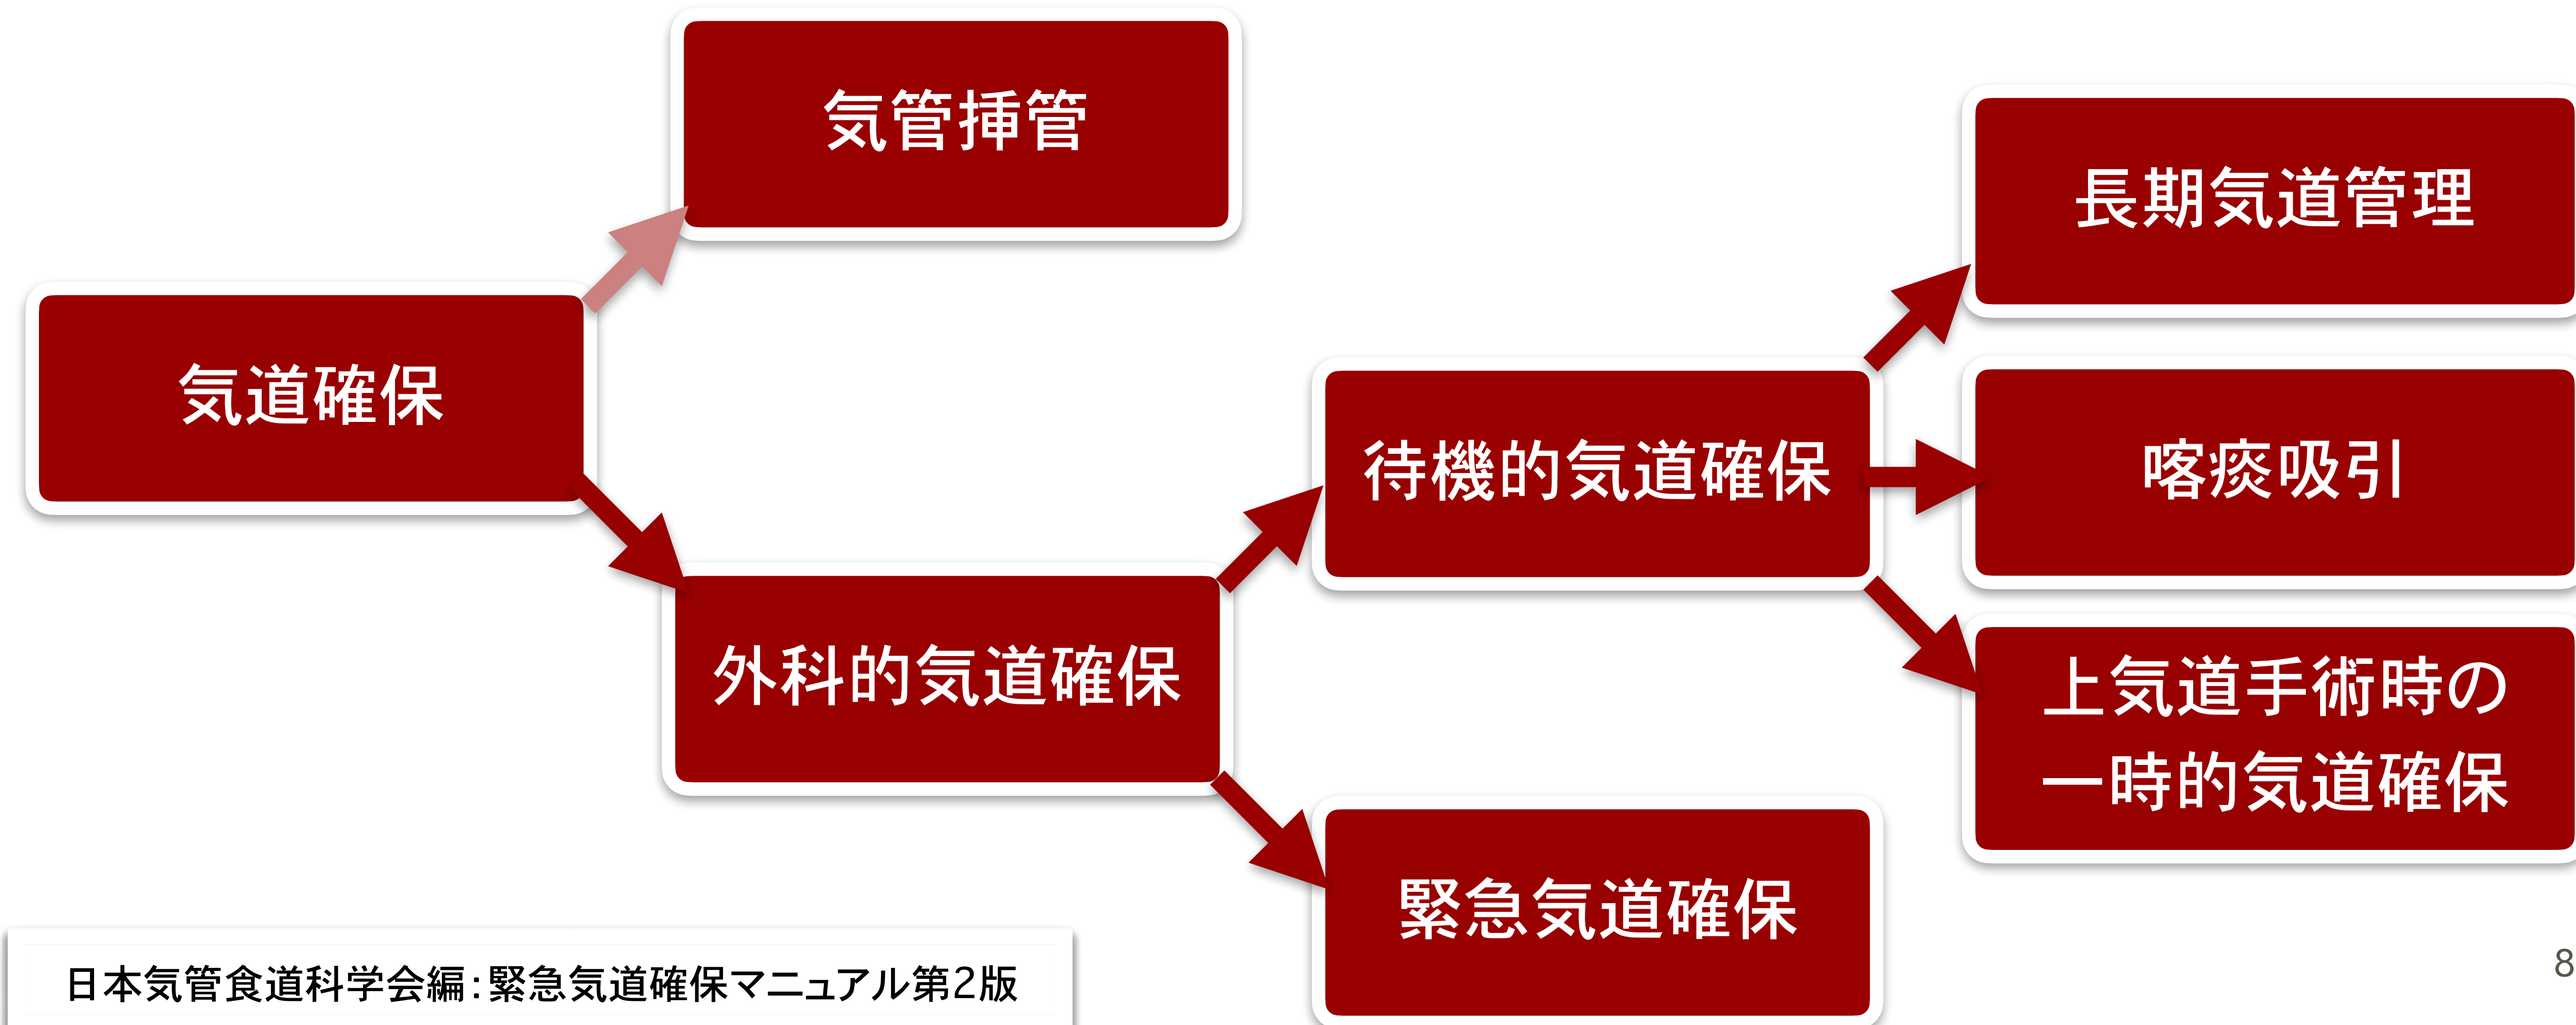 気管挿管
長期気道管理
気道確保
待機的気道確保
喀痰吸引
外科的気道確保
上気道手術時の
一時的気道確保
緊急気道確保
日本気管食道科学会編：緊急気道確保マニュアル第2版
8